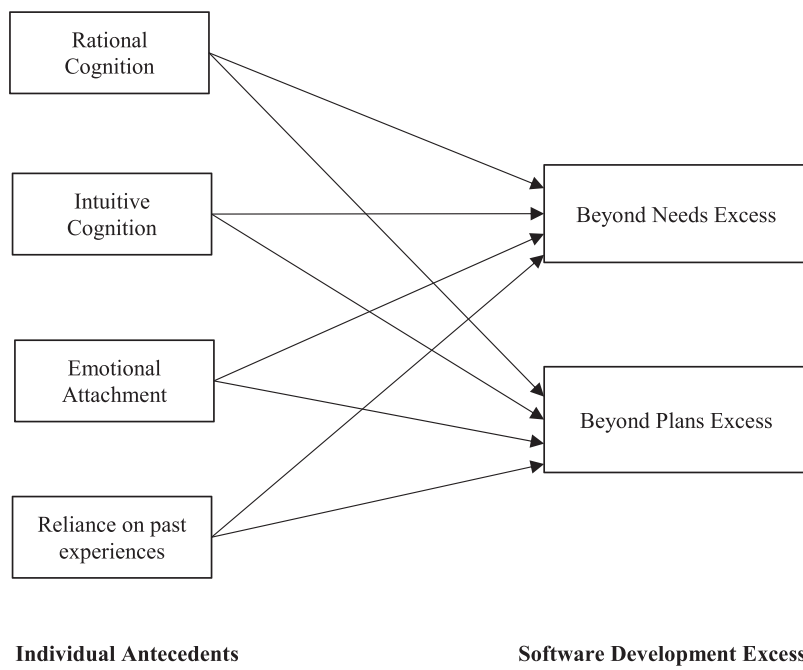 Rational
Cognition
Intuitive
Cognition
Beyond Needs Excess
Emotional
Attachment
Beyond Plans Excess
Reliance on past
experiences
Individual Antecedents
Software Development Excess